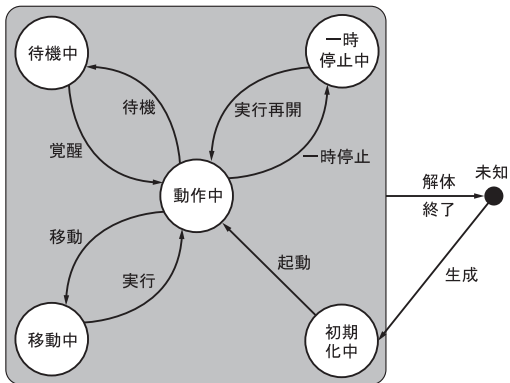 待機中
一時
停止中
待機
実行再開
覚醒
一時停止
動作中
解体
終了
未知
移動
実行
起動
生成
移動中
初期
化中